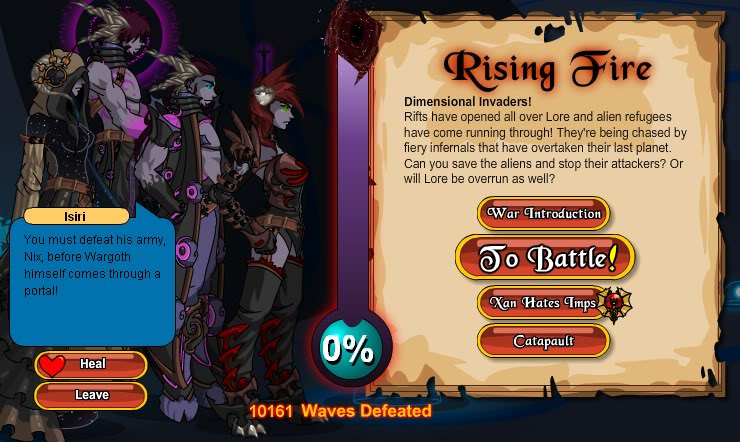 Rising Fire
Dimensional Invaders!
Rifts have opened all over Lore and alien refugees
have come running through! They're being chased by
fiery infernals that have overtaken their last planet.
Can you save the aliens and stop their attackers? Or
will Lore be overrun as well?
War Introduction
To Battle!
Xan Hates Imps
Catapault
Isiri
You must defeat his army,
Nix, before Wargoth
himself comes through a
portal!
Heal
Leave
0%
10161 Waves Defeated